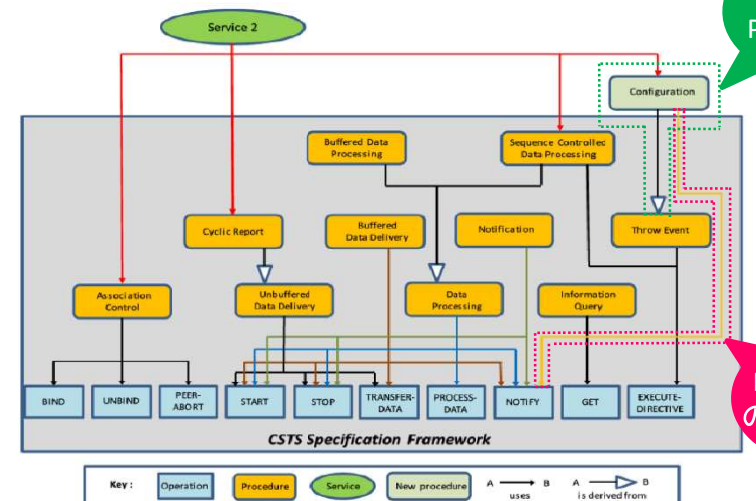 Service 2
P
Configuration
Buffered Data
Processing
Sequence Controlled
Data Processing
Cyclic Report
Buffered
Data Delivery
Notification
Throw Event
Association
Control
Unbuffered
Data Delivery
Data
Processing
Information
Query
BIND
UNBIND
PEER-
ABORT
START
STOP
TRANSFER-
DATA
PROCESS-
DATA
NOTIFY
GET
EXECUTE-
DIRECTIVE
の
CSTS Specification Framework
Key :
Operation
Procedure
Service
New procedure
A
B
uses
A
B
is derived from